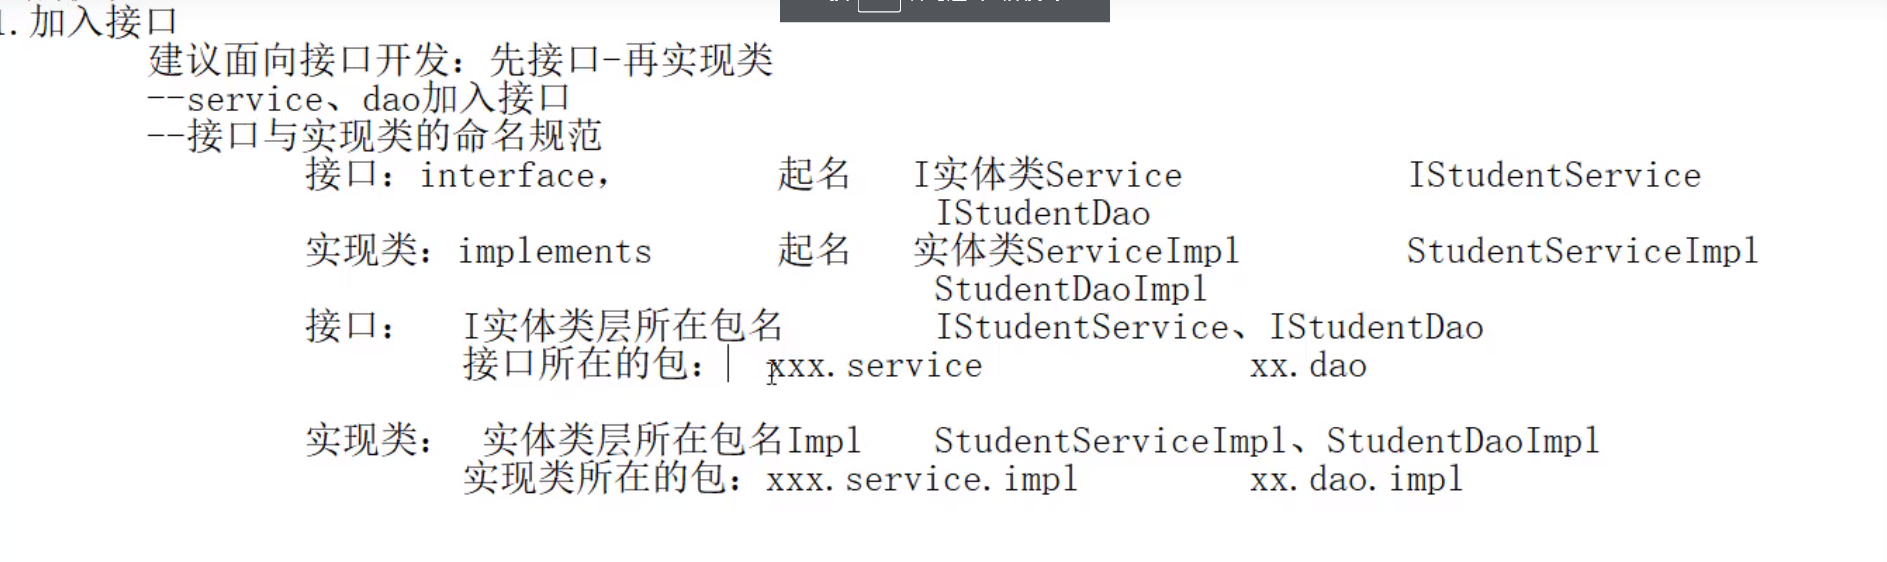 1.加入接口
建议面向接口开发：先接口-再实现类
--service、dao加入接口
--接口与实现类的命名规范
接口：interface， 起名 I实体类Service IStudentService
IStudentDao
实现类：implements 起名 实体类ServiceImpl StudentServiceImpl
StudentDaoImpl
接口： I实体类层所在包名 IStudentService、IStudentDao
接口所在的包： xxx.service xx.dao
实现类： 实体类层所在包名Impl StudentServiceImpl、StudentDaoImpl
实现类所在的包：xxx.service.impl xx.dao.impl